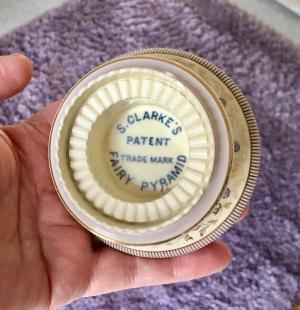 S. CLARKE'S
PATENT
TRADE MARK
FAIRY PYRAMID